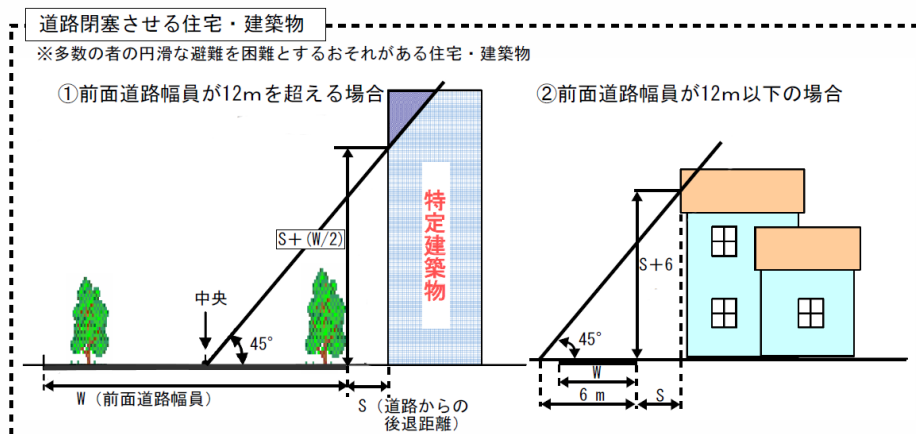 道路閉塞させる住宅・建築物
※多数の者の円滑な避難を困難とするおそれがある住宅・建築物
①前面道路幅員が12mを超える場合
②前面道路幅員が12m以下の場合
特定建築物
S+(W/2)
中央
45°
W(前面道路幅員)
S(道路からの
後退距離)
S+6
45°
W
6 m
S